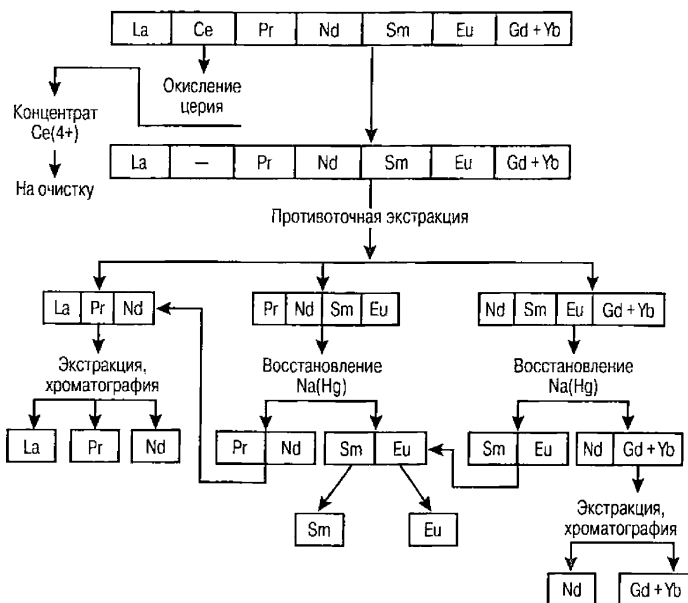 La Ce Pr Nd Sm Eu Gd + Yb
Окисление
церия
Концентрат
Ce(4+)
На очистку
La — Pr Nd Sm Eu Gd + Yb
Противоточная экстракция
La Pr Nd
Pr Nd Sm Eu
Nd Sm Eu Gd + Yb
Экстракция,
хроматография
Восстановление
Na(Hg)
Восстановление
Na(Hg)
La Pr Nd
Pr Nd
Sm Eu
Sm Eu
Nd Gd + Yb
Sm
Eu
Экстракция,
хроматография
Nd
Gd + Yb